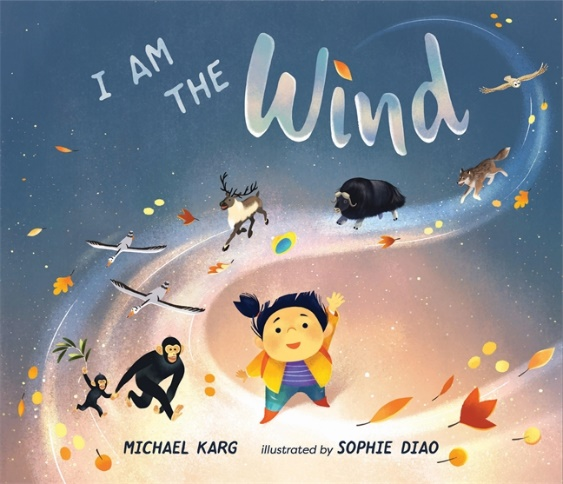 I AM
THE
Wind
MICHAEL KARG illustrated by SOPHIE DIAO